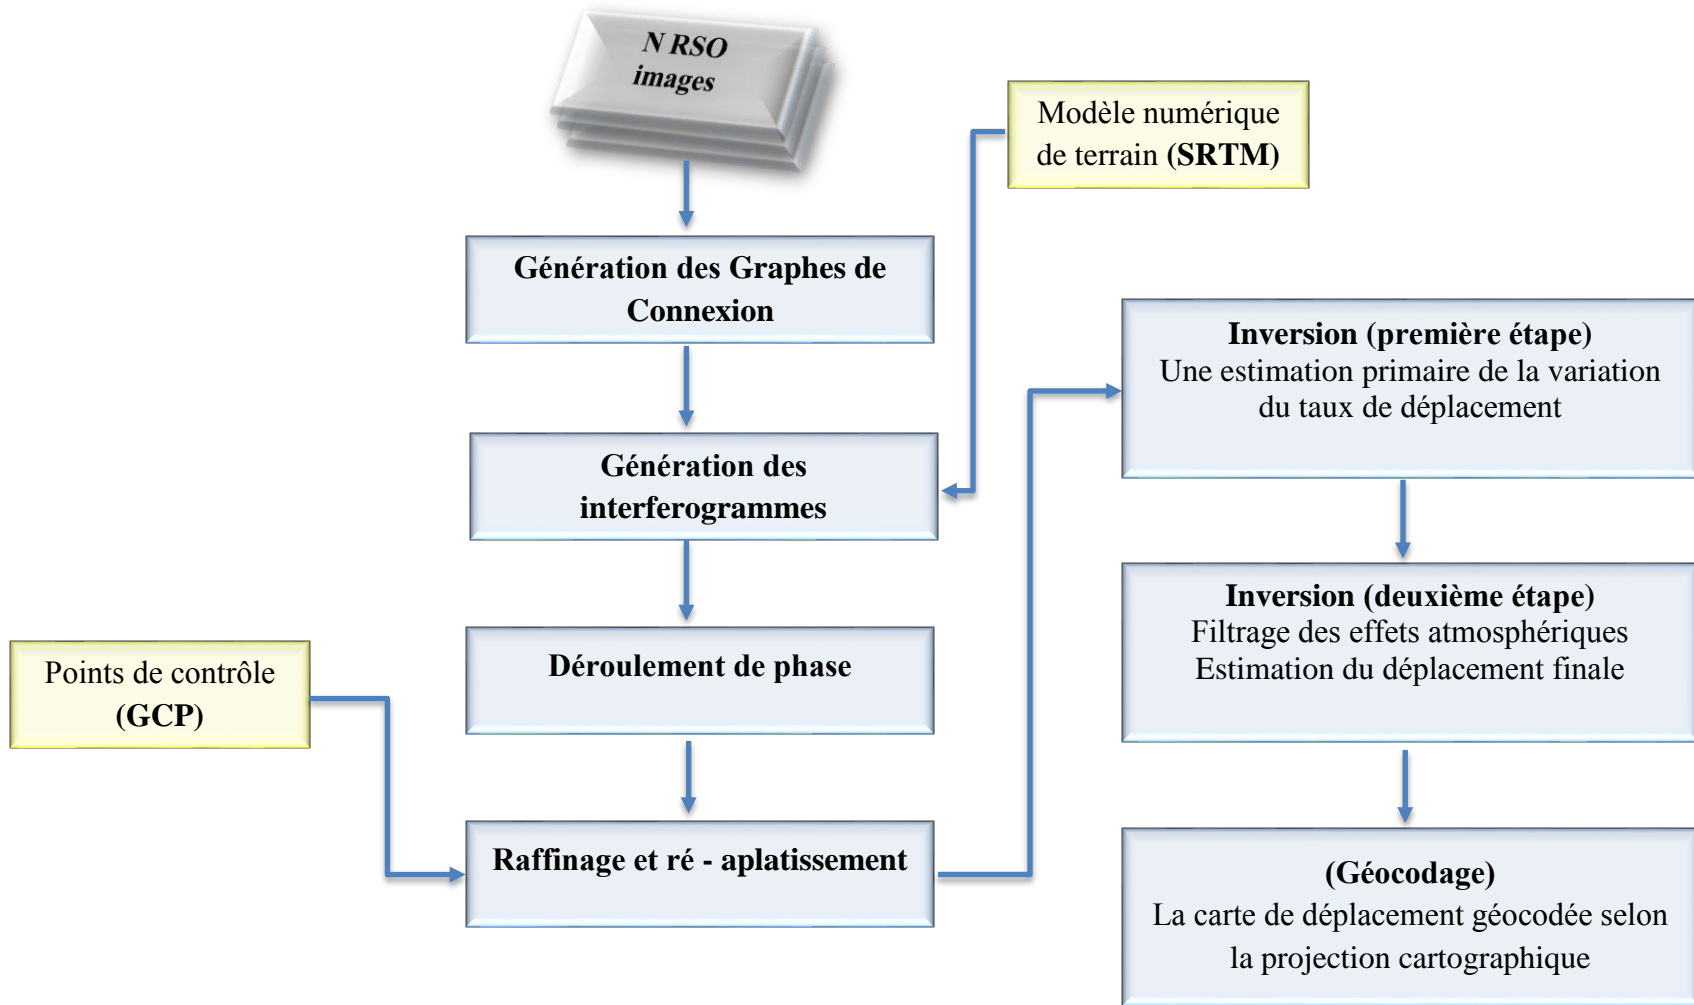 N RSO
images
Modèle numérique
de terrain (SRTM)
Génération des Graphes de
Connexion
Génération des
interferogrammes
Déroulement de phase
Points de contrôle
(GCP)
Raffinage et ré - aplatissement
Inversion (première étape)
Une estimation primaire de la variation
du taux de déplacement
Inversion (deuxième étape)
Filtrage des effets atmosphériques
Estimation du déplacement finale
(Géocodage)
La carte de déplacement géocodée selon
la projection cartographique